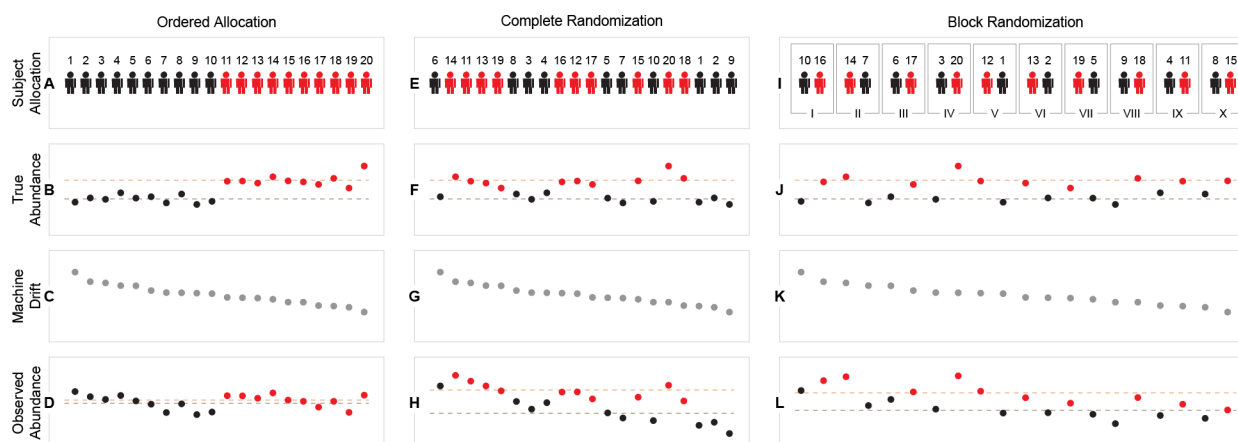 Ordered Allocation
Complete Randomization
Block Randomization
Subject
Allocation
A
1 2 3 4 5 6 7 8 9 10 11 12 13 14 15 16 17 18 19 20
E
6 14 11 13 19 8 3 4 16 12 17 5 7 15 10 20 18 1 2 9
I
10 16 14 7 6 17 3 20 12 1 13 2 19 5 9 18 4 11 8 15
I II III IV V VI VII VIII IX X
True
Abundance
B
F
J
Machine
Drift
C
G
K
Observed
Abundance
D
H
L